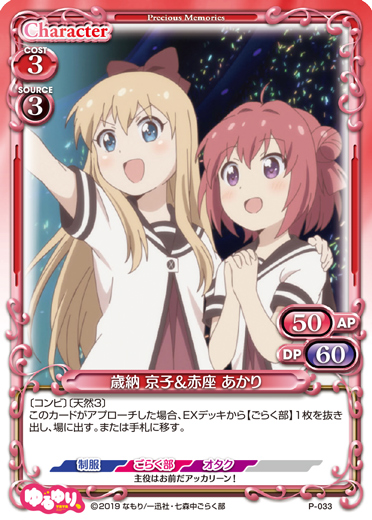 Precious Memories
Character
COST
3
SOURCE
3
50 AP
DP 60
歳納 京子&赤座 あかり
〔コンビ〕〔天然3〕
このカードがアプローチした場合、EXデッキから【ごらく部】1枚を抜き
出し、場に出す。または手札に移す。
制服 ごらく部 オタク
主役はお前だアッカリーン!
ゆるゆり、
©2019 なもり/一迅社・七森中ごらく部
P-033